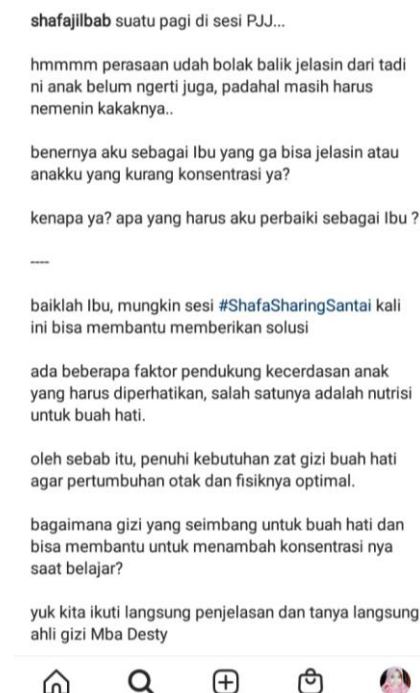 shafajilbab suatu pagi di sesi PJJ...
hmmmm perasaan udah bolak balik jelasin dari tadi
ni anak belum ngerti juga, padahal masih harus
nemenin kakaknya..
benernya aku sebagai Ibu yang ga bisa jelasin atau
anakku yang kurang konsentrasi ya?
kenapa ya? apa yang harus aku perbaiki sebagai Ibu ?
----
baiklah Ibu, mungkin sesi #ShafaSharingSantai kali
ini bisa membantu memberikan solusi
ada beberapa faktor pendukung kecerdasan anak
yang harus diperhatikan, salah satunya adalah nutrisi
untuk buah hati.
oleh sebab itu, penuhi kebutuhan zat gizi buah hati
agar pertumbuhan otak dan fisiknya optimal.
bagaimana gizi yang seimbang untuk buah hati dan
bisa membantu untuk menambah konsentrasi nya
saat belajar?
yuk kita ikuti langsung penjelasan dan tanya langsung
ahli gizi Mba Desty